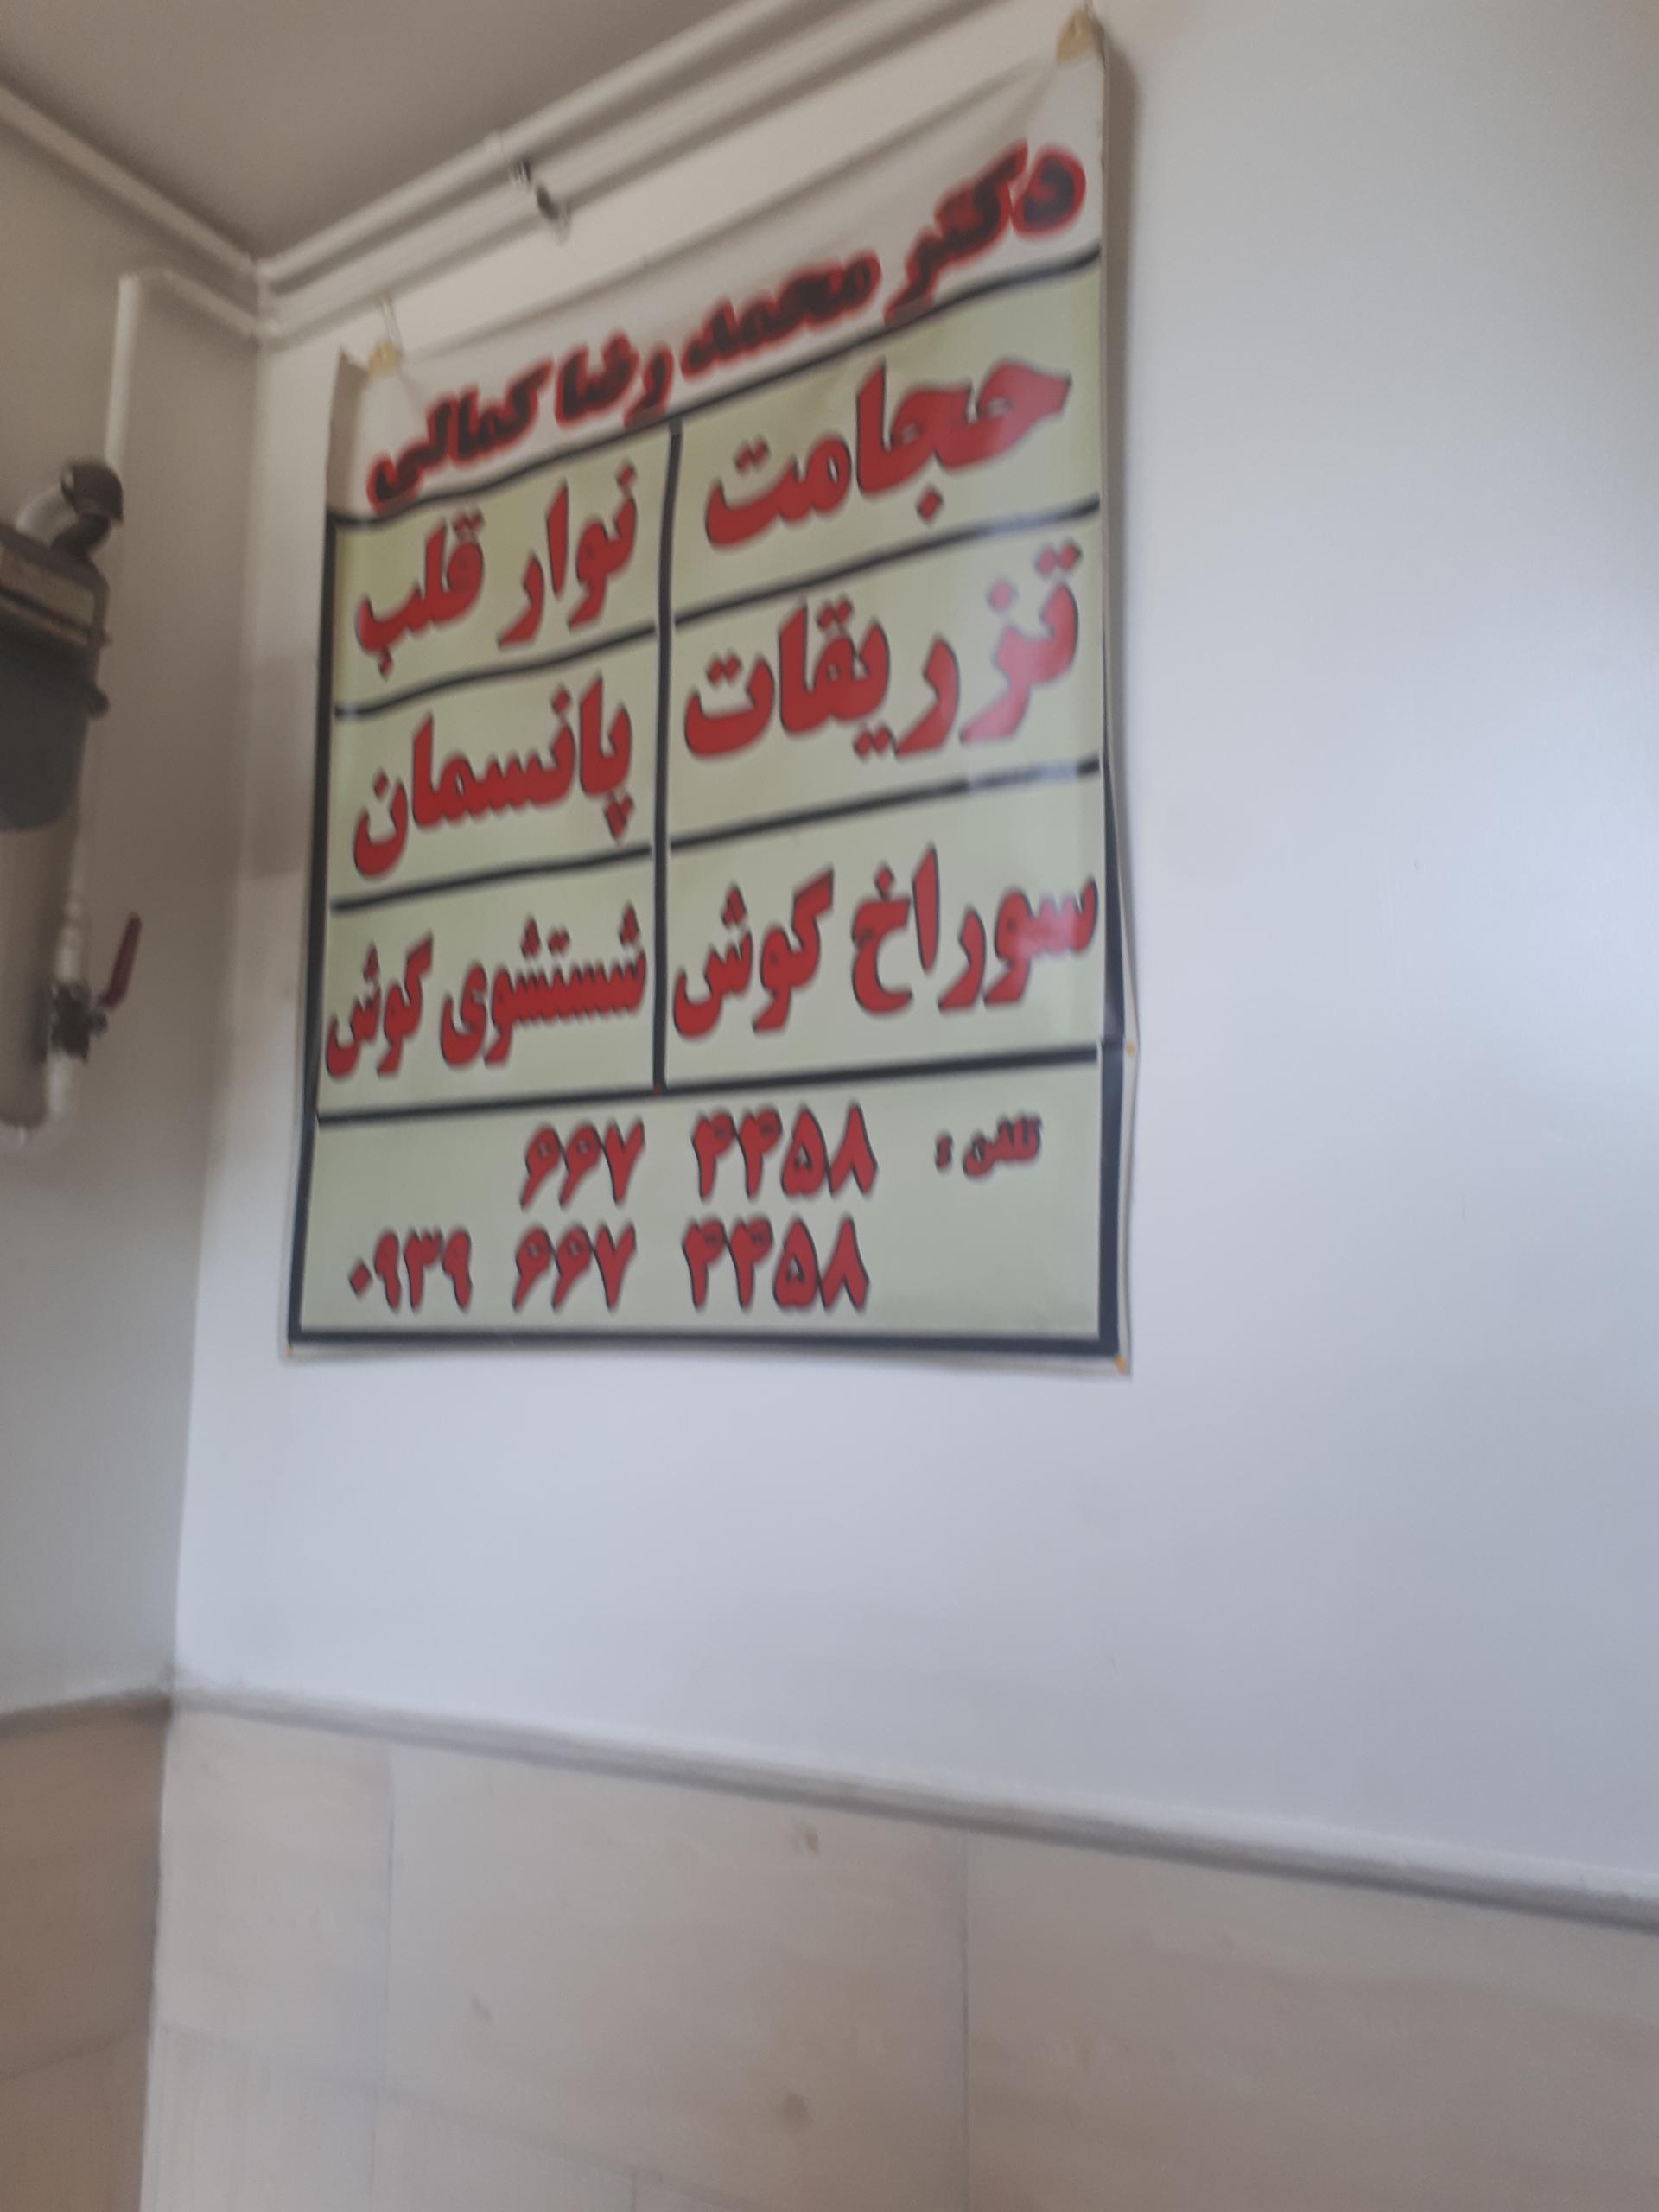 دکتر محمد رضا کمالی
حجامت نوار قلب
تزریقات پانسمان
سوراخ گوش شستشوی گوش
تلفن : ۶۶۷ ۴۴۵۸
۰۹۳۹ ۶۶۷ ۴۴۵۸